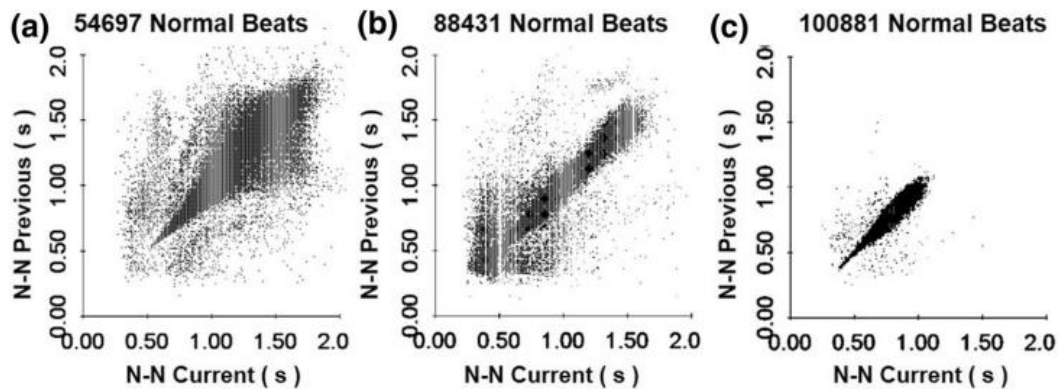 (a) 54697 Normal Beats
N-N Previous ( s )
2.0
1.50
1.00
0.50
0.00
0.00 0.50 1.00 1.50 2.0
N-N Current ( s )
(b) 88431 Normal Beats
N-N Previous ( s )
2.0
1.50
1.00
0.50
0.00
0.00 0.50 1.00 1.50 2.0
N-N Current ( s )
(c) 100881 Normal Beats
N-N Previous ( s )
2.0
1.50
1.00
0.50
0.00
0.50 1.00 1.50 2.0
N-N Current ( s )